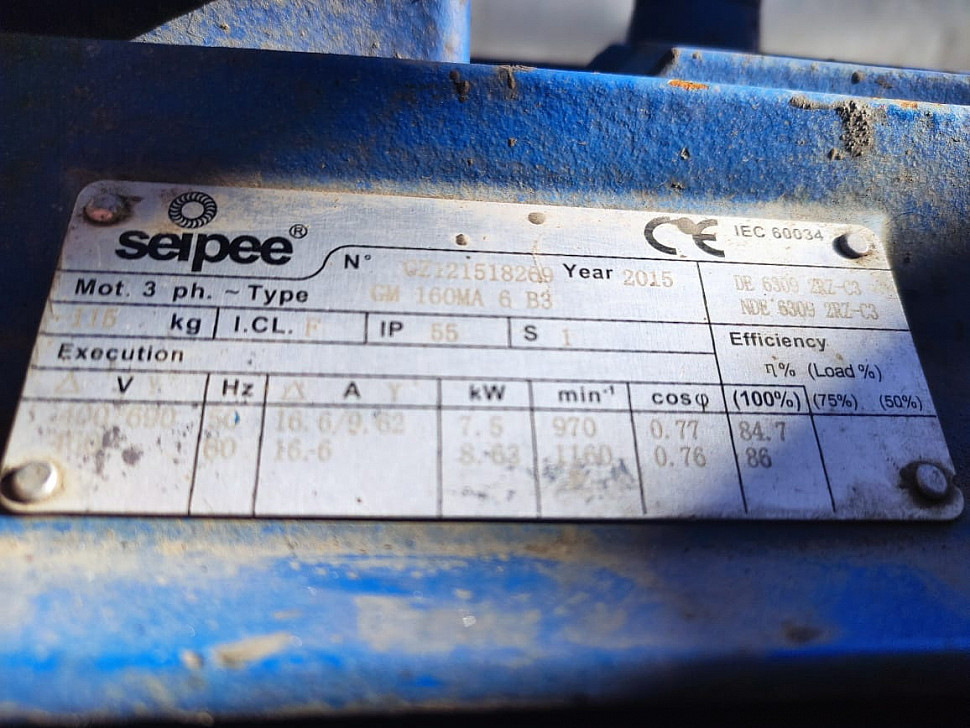 seipee®
CE IEC 60034
N° GZ121518269 Year 2015
DE 6309 2RZ-C3
Mot. 3 ph. ~ Type GM 160MA 6 B3
NDE 6309 2RZ-C3
115 kg I.CL. F IP 55 S 1
Efficiency
Execution
η% (Load %)
△ V Y Hz △ A Y kW min⁻¹ cosφ (100%) (75%) (50%)
400/690 50 16.6/9.62 7.5 970 0.77 84.7
60 16.6 8.63 1160 0.76 86